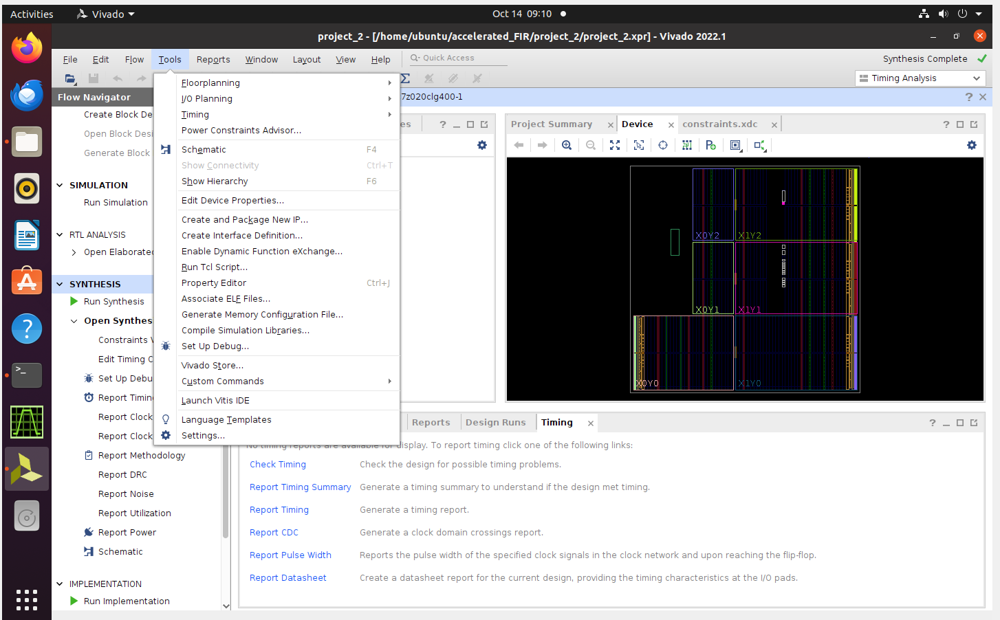 Activities
Vivado
Oct 14 09:10
project_2 - [/home/ubuntu/accelerated_FIR/project_2/project_2.xpr] - Vivado 2022.1
File Edit Flow Tools Reports Window Layout View Help
Quick Access
Synthesis Complete
Timing Analysis
Flow Navigator
7z020clg400-1
Create Block De
Open Block Desi
Generate Block
SIMULATION
Run Simulation
RTL ANALYSIS
Open Elaborated
SYNTHESIS
Run Synthesis
Open Synthes
Constraints W
Edit Timing C
Set Up Debu
Report Timin
Report Clock
Report Clock
Report Methodology
Report DRC
Report Noise
Report Utilization
Report Power
Schematic
IMPLEMENTATION
Run Implementation
Floorplanning
I/O Planning
Timing
Power Constraints Advisor...
Schematic F4
Show Connectivity Ctrl+T
Show Hierarchy F6
Edit Device Properties...
Create and Package New IP...
Create Interface Definition...
Enable Dynamic Function eXchange...
Run Tcl Script...
Property Editor Ctrl+J
Associate ELF Files...
Generate Memory Configuration File...
Compile Simulation Libraries...
Set Up Debug...
Vivado Store...
Custom Commands
Launch Vitis IDE
Language Templates
Settings...
es
Project Summary
Device
constraints.xdc
X0Y2 X1Y2
X0Y1 X1Y1
X0Y0 X1Y0
Reports
Design Runs
Timing
No timing reports are available for display. To report timing click one of the following links:
Check Timing Check the design for possible timing problems.
Report Timing Summary Generate a timing summary to understand if the design met timing.
Report Timing Generate a timing report.
Report CDC Generate a clock domain crossings report.
Report Pulse Width Reports the pulse width of the specified clock signals in the clock network and upon reaching the flip-flop.
Report Datasheet Create a datasheet report for the current design, providing the timing characteristics at the I/O pads.